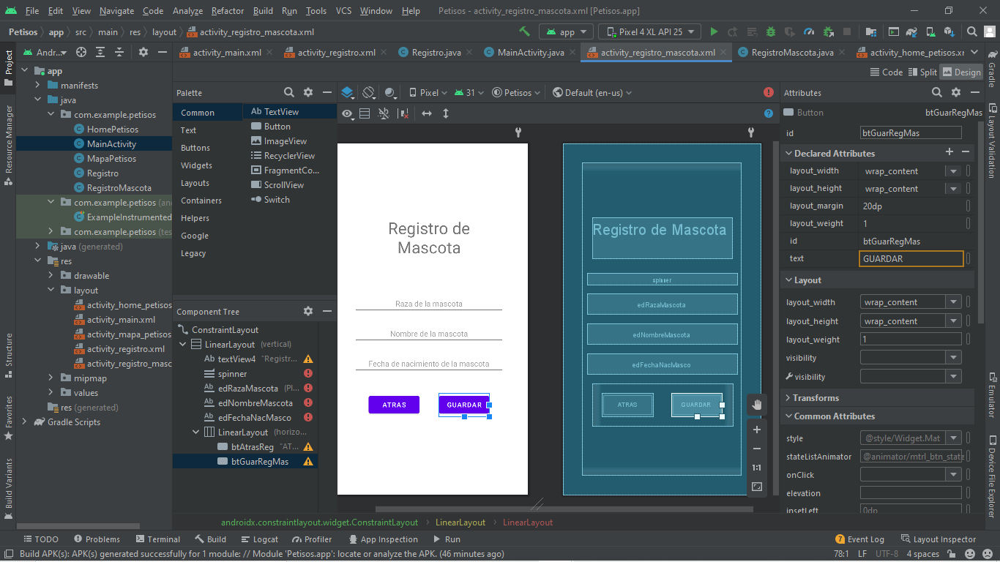 File Edit View Navigate Code Analyze Refactor Build Run Tools VCS Window Help Petisos - activity_registro_mascota.xml [Petisos.app]
Petisos app src main res layout activity_registro_mascota.xml app Pixel 4 XL API 25
Project
Andr...
activity_main.xml activity_registro.xml Registro.java MainActivity.java activity_registro_mascota.xml RegistroMascota.java activity_home_petisos.xr
Code Split Design
app
manifests
java
com.example.petisos
HomePetisos
MainActivity
MapaPetisos
Registro
RegistroMascota
com.example.petisos (an
ExampleInstrumented
com.example.petisos (tes
java (generated)
res
drawable
layout
activity_home_petisos
activity_main.xml
activity_mapa_petisos
activity_registro.xml
activity_registro_masc
mipmap
values
res (generated)
Gradle Scripts
Resource Manager
Structure
Favorites
Build Variants
Palette
Common
Text
Buttons
Widgets
Layouts
Containers
Helpers
Google
Legacy
Ab TextView
Button
ImageView
RecyclerView
FragmentCo...
ScrollView
Switch
Component Tree
ConstraintLayout
LinearLayout (vertical)
Ab textView4 "Registr...
spinner
Ab edRazaMascota (Pl...
Ab edNombreMascota
Ab edFechaNacMasco
LinearLayout (horizo...
btAtrasReg "AT...
btGuarRegMas
Pixel 31 Petisos Default (en-us)
Registro de
Mascota
Raza de la mascota
Nombre de la mascota
Fecha de nacimiento de la mascota
ATRAS GUARDAR
Registro de Mascota
spinner
edRazaMascota
edNombreMascota
edFechaNacMasco
ATRAS GUARDAR
1:1
androidx.constraintlayout.widget.ConstraintLayout LinearLayout LinearLayout
Attributes
Button btGuarRegMas
id btGuarRegMas
Declared Attributes
layout_width wrap_content
layout_height wrap_content
layout_margin 20dp
layout_weight 1
id btGuarRegMas
text GUARDAR
Layout
layout_width wrap_content
layout_height wrap_content
layout_weight 1
visibility
visibility
Transforms
Common Attributes
style @style/Widget.Mat
stateListAnimator @animator/mtrl_btn_state
onClick
elevation
insetLeft 0dp
Gradle
Layout Validation
Emulator
Device File Explorer
TODO Problems Terminal Build Logcat Profiler App Inspection Run 7 Event Log Layout Inspector
Build APK(s): APK(s) generated successfully for 1 module: // Module 'Petisos.app': locate or analyze the APK. (46 minutes ago) 78:1 LF UTF-8 4 spaces